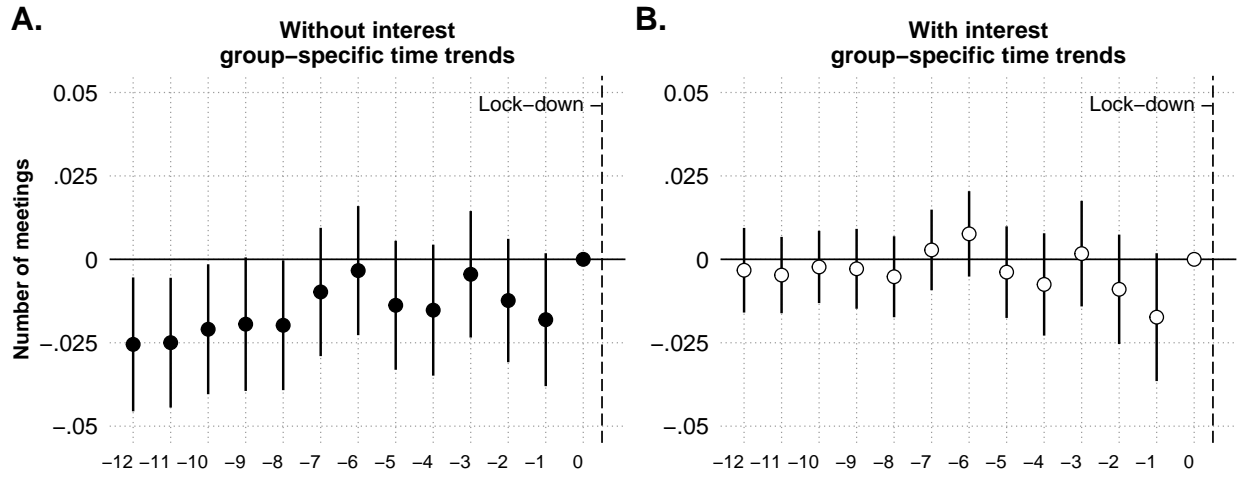 A.
Without interest
group−specific time trends
Number of meetings
0.05
.025
0
−.025
−.05
Lock−down
−12 −11 −10 −9 −8 −7 −6 −5 −4 −3 −2 −1 0
B.
With interest
group−specific time trends
0.05
.025
0
−.025
−.05
Lock−down
−12 −11 −10 −9 −8 −7 −6 −5 −4 −3 −2 −1 0